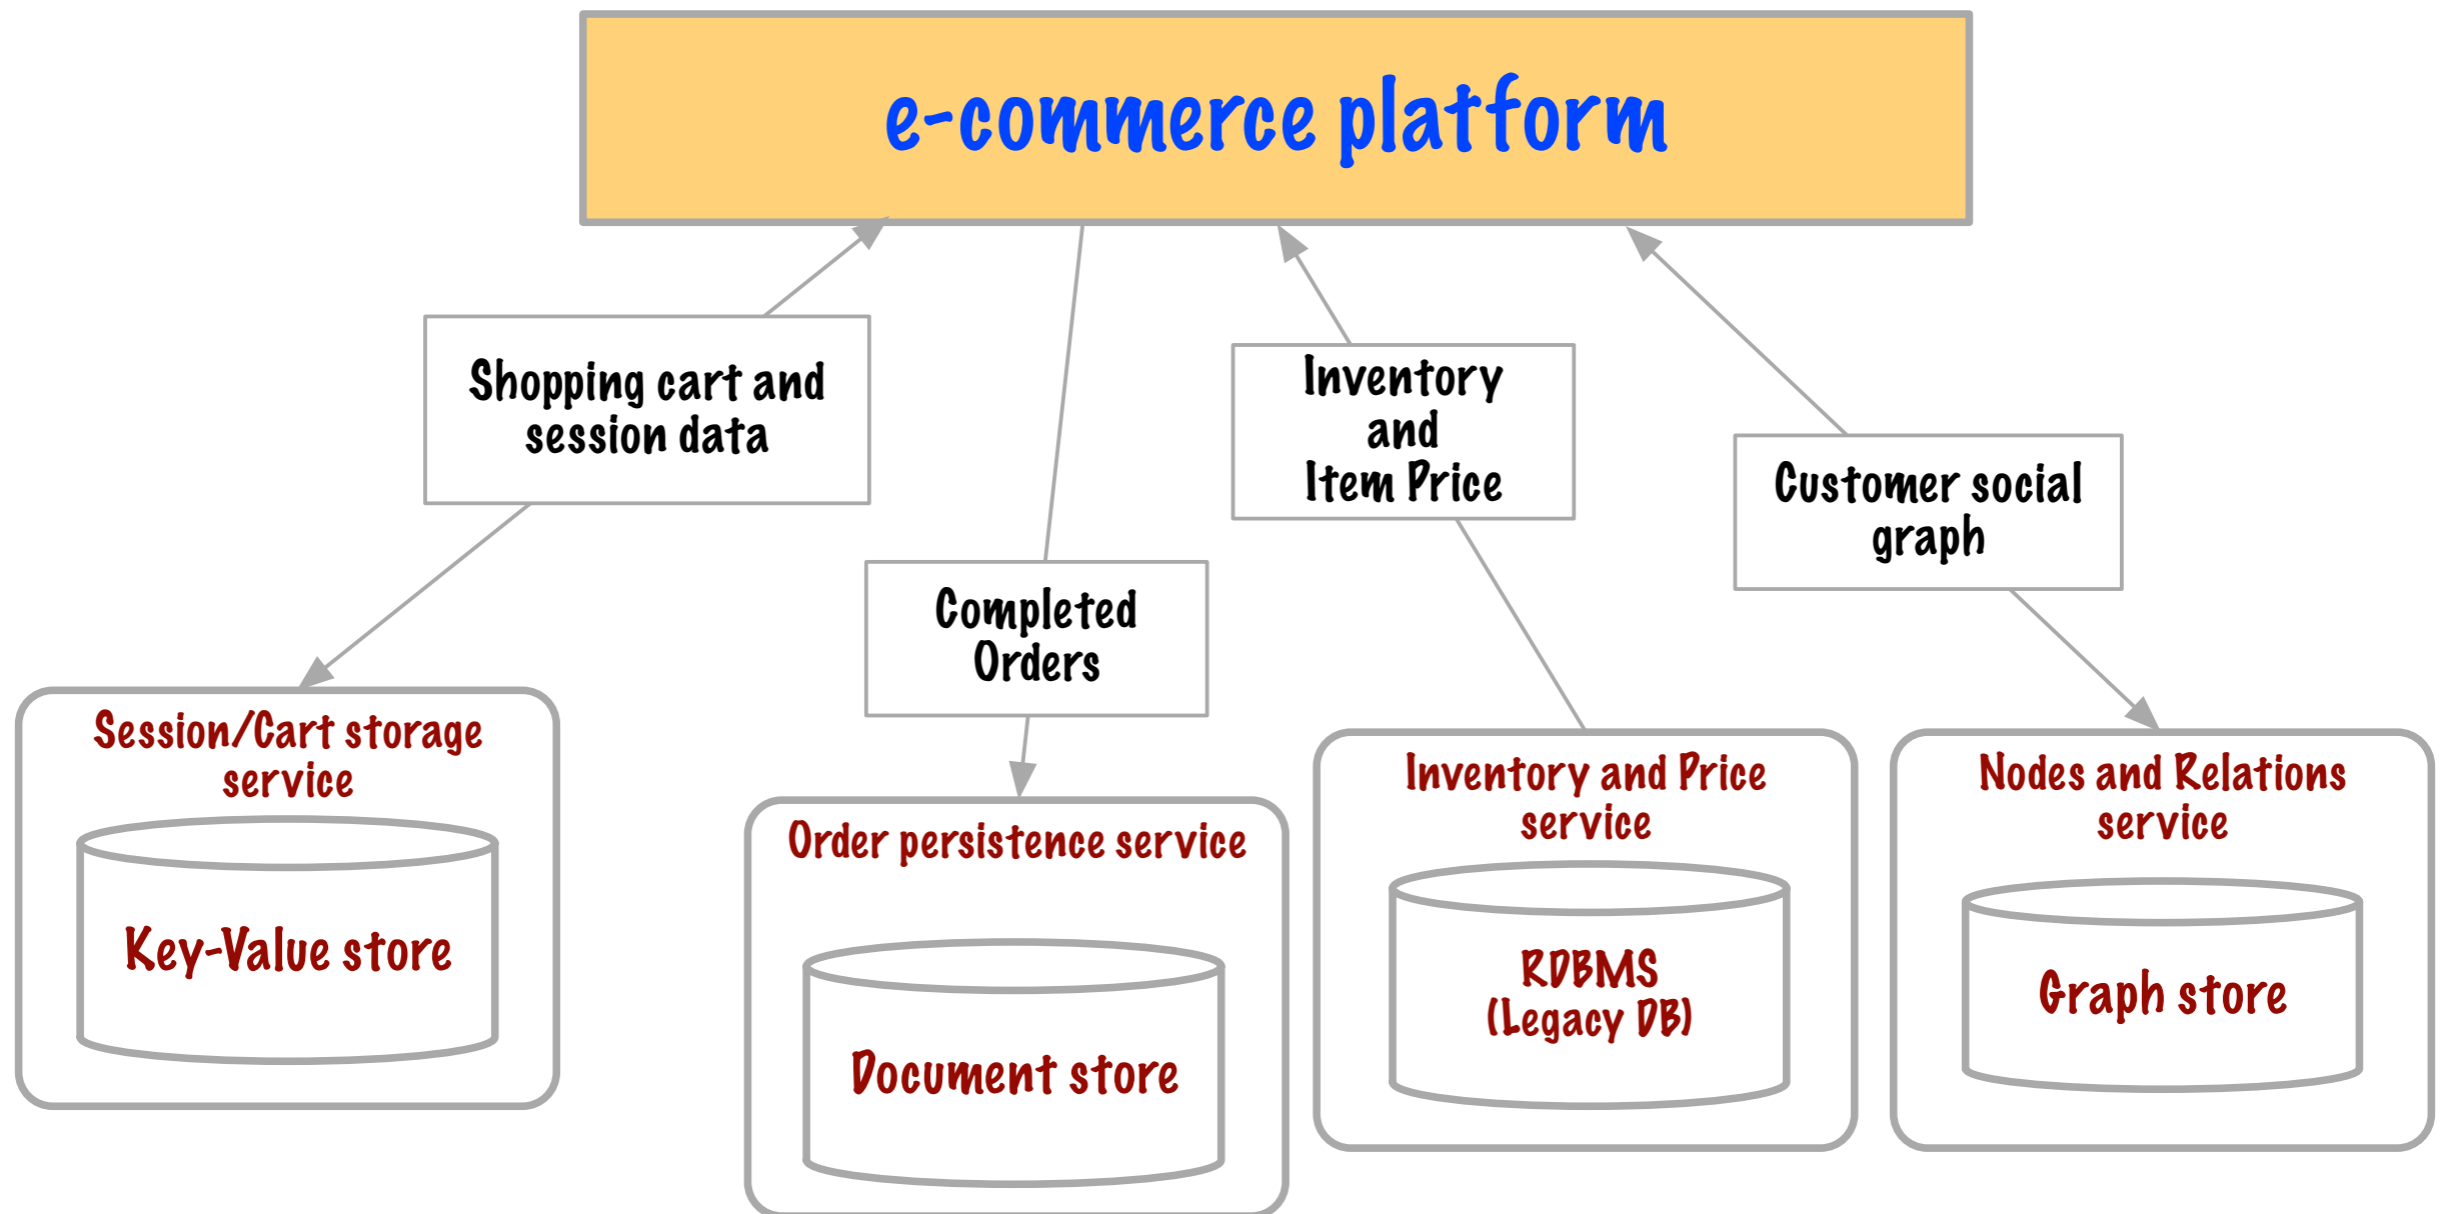 e-commerce platform
Shopping cart and
session data
Inventory
and
Item Price
Customer social
graph
Completed
Orders
Session/Cart storage
service
Key-Value store
Order persistence service
Document store
Inventory and Price
service
RDBMS
(Legacy DB)
Nodes and Relations
service
Graph store